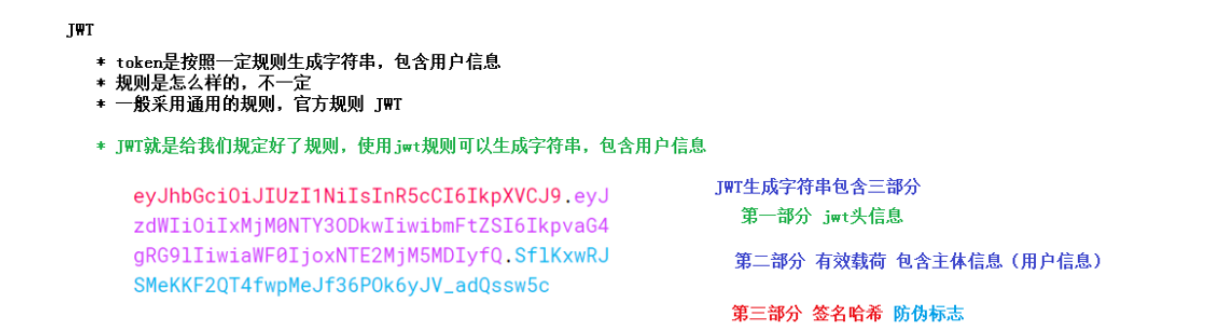 JWT
* token是按照一定规则生成字符串，包含用户信息
* 规则是怎么样的，不一定
* 一般采用通用的规则，官方规则 JWT
* JWT就是给我们规定好了规则，使用jwt规则可以生成字符串，包含用户信息
eyJhbGciOiJIUzI1NiIsInR5cCI6IkpXVCJ9.eyJ
zdWIiOiIxMjM0NTY3ODkwIiwibmFtZSI6IkpvaG4
gRG9lIiwiaWF0IjoxNTE2MjM5MDIyfQ.SflKxwRJ
SMeKKF2QT4fwpMeJf36POk6yJV_adQssw5c
JWT生成字符串包含三部分
第一部分 jwt头信息
第二部分 有效载荷 包含主体信息（用户信息）
第三部分 签名哈希 防伪标志